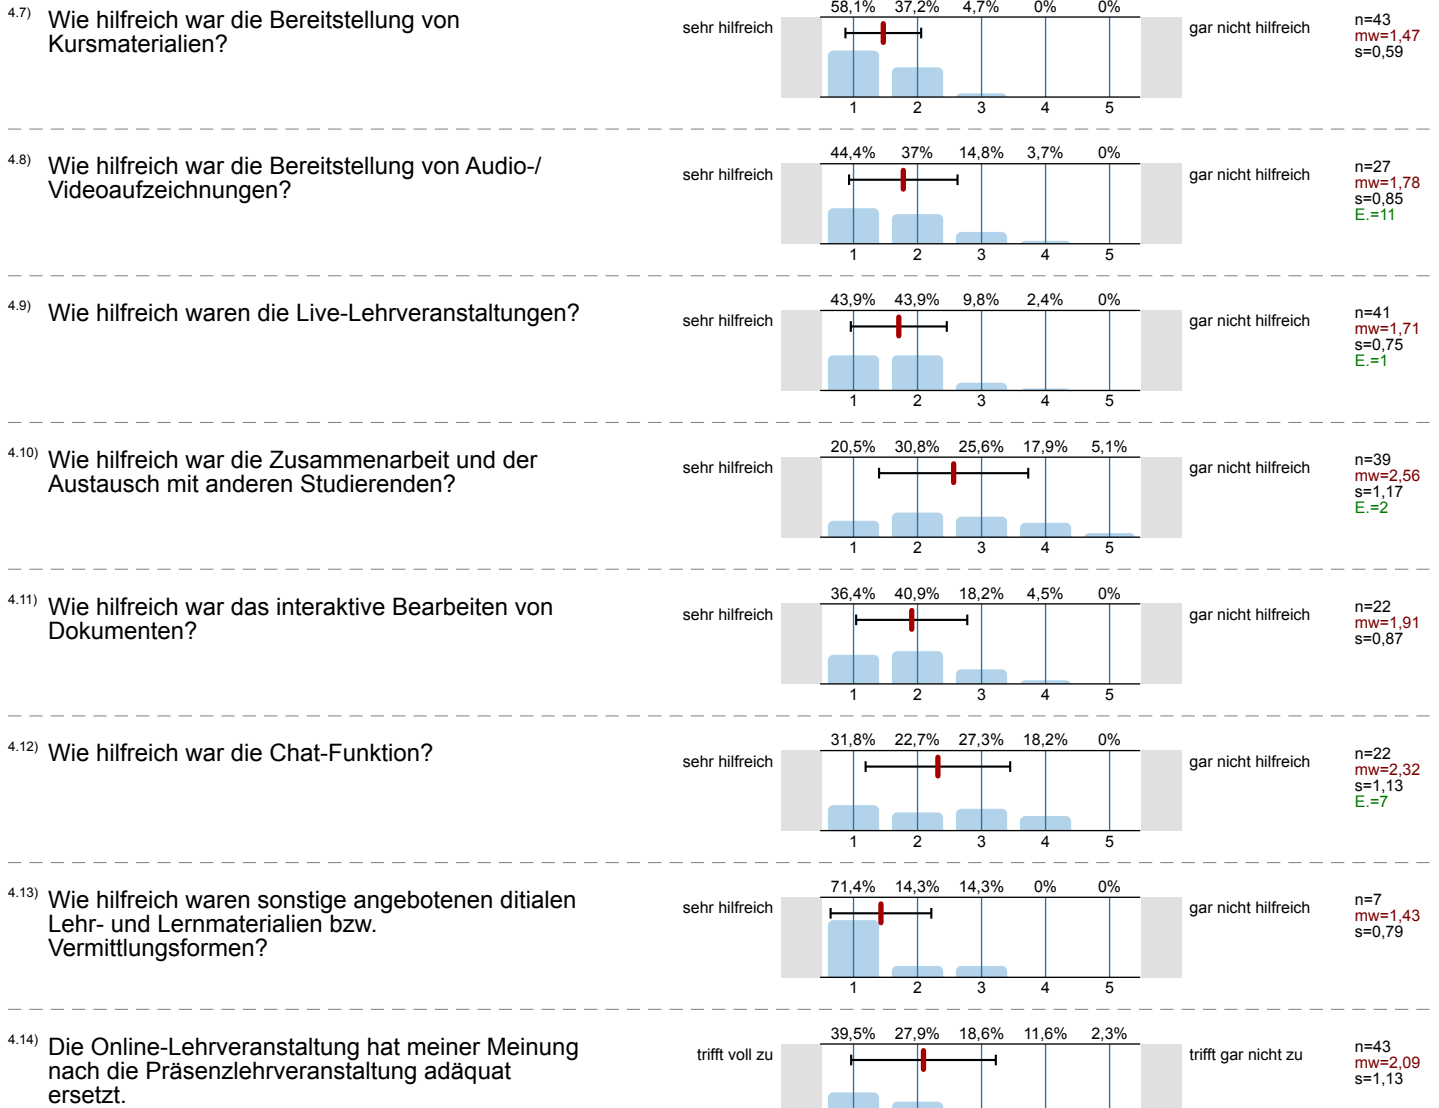 4.7) Wie hilfreich war die Bereitstellung von
Kursmaterialien?
sehr hilfreich
58,1% 37,2% 4,7% 0% 0%
1 2 3 4 5
gar nicht hilfreich
n=43
mw=1,47
s=0,59
4.8) Wie hilfreich war die Bereitstellung von Audio-/
Videoaufzeichnungen?
sehr hilfreich
44,4% 37% 14,8% 3,7% 0%
1 2 3 4 5
gar nicht hilfreich
n=27
mw=1,78
s=0,85
E.=11
4.9) Wie hilfreich waren die Live-Lehrveranstaltungen?
sehr hilfreich
43,9% 43,9% 9,8% 2,4% 0%
1 2 3 4 5
gar nicht hilfreich
n=41
mw=1,71
s=0,75
E.=1
4.10) Wie hilfreich war die Zusammenarbeit und der
Austausch mit anderen Studierenden?
sehr hilfreich
20,5% 30,8% 25,6% 17,9% 5,1%
1 2 3 4 5
gar nicht hilfreich
n=39
mw=2,56
s=1,17
E.=2
4.11) Wie hilfreich war das interaktive Bearbeiten von
Dokumenten?
sehr hilfreich
36,4% 40,9% 18,2% 4,5% 0%
1 2 3 4 5
gar nicht hilfreich
n=22
mw=1,91
s=0,87
4.12) Wie hilfreich war die Chat-Funktion?
sehr hilfreich
31,8% 22,7% 27,3% 18,2% 0%
1 2 3 4 5
gar nicht hilfreich
n=22
mw=2,32
s=1,13
E.=7
4.13) Wie hilfreich waren sonstige angebotenen ditialen
Lehr- und Lernmaterialien bzw.
Vermittlungsformen?
sehr hilfreich
71,4% 14,3% 14,3% 0% 0%
1 2 3 4 5
gar nicht hilfreich
n=7
mw=1,43
s=0,79
4.14) Die Online-Lehrveranstaltung hat meiner Meinung
nach die Präsenzlehrveranstaltung adäquat
ersetzt.
trifft voll zu
39,5% 27,9% 18,6% 11,6% 2,3%
trifft gar nicht zu
n=43
mw=2,09
s=1,13